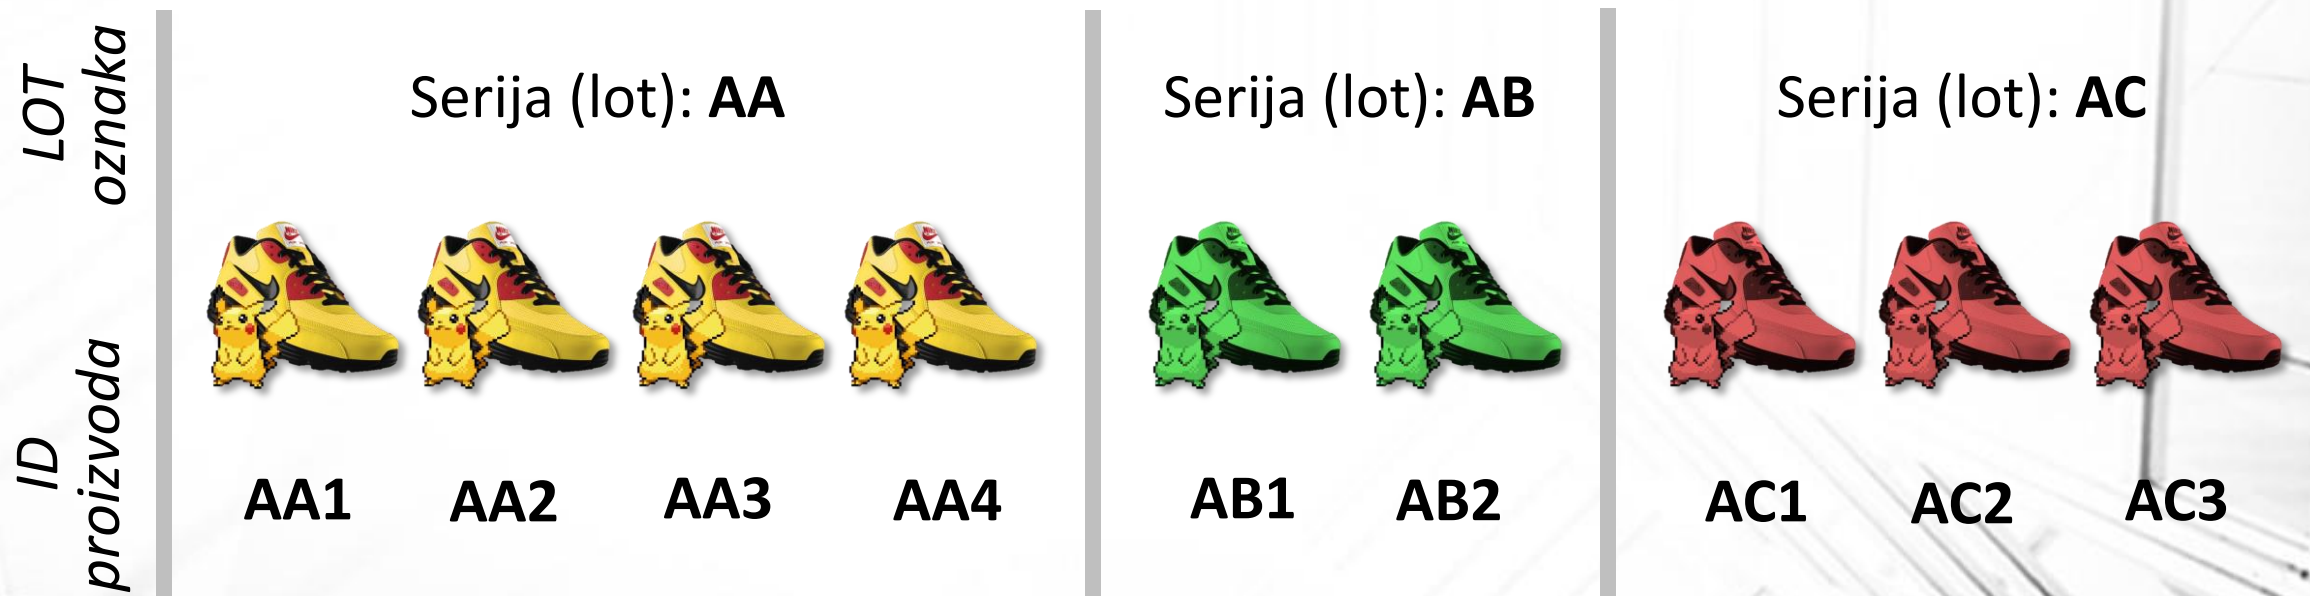 LOT
oznaka
Serija (lot): AA
Serija (lot): AB
Serija (lot): AC
ID
proizvoda
AA1
AA2
AA3
AA4
AB1
AB2
AC1
AC2
AC3